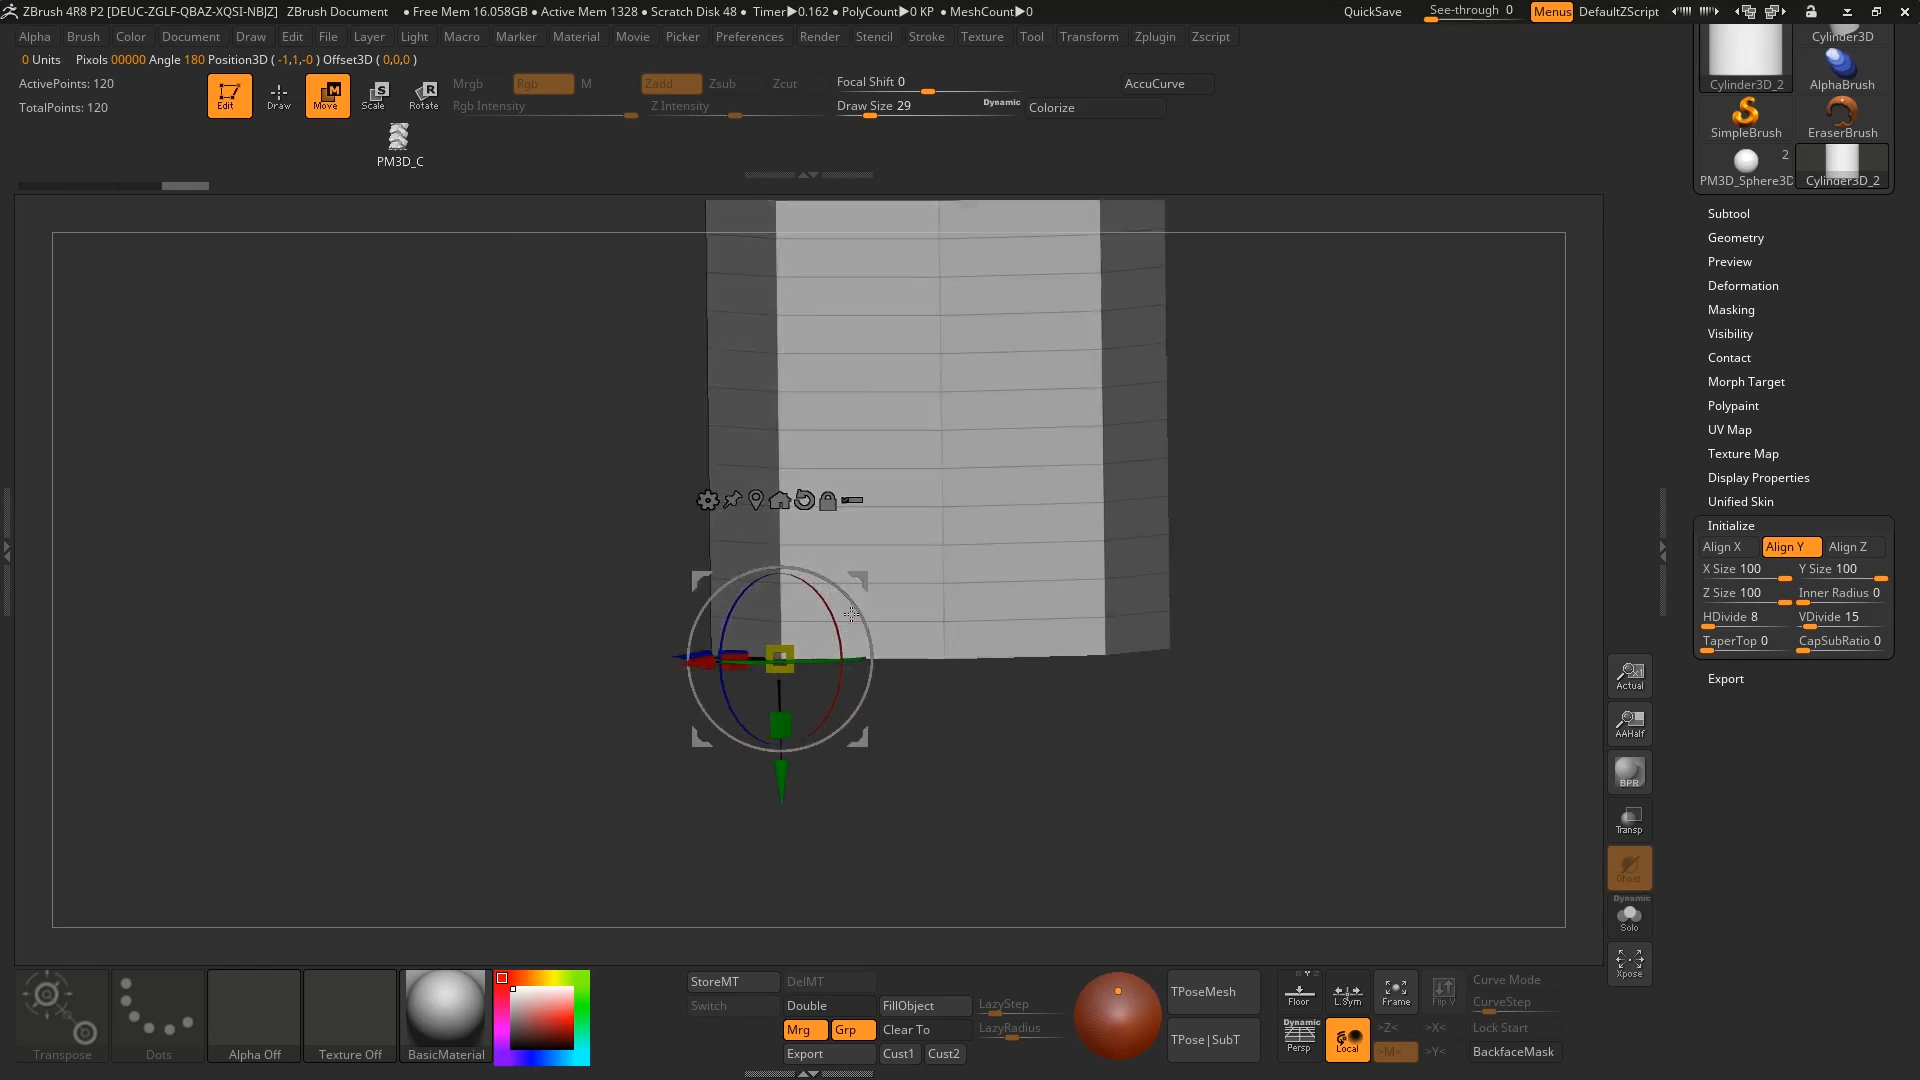 ZBrush 4R8 P2 [DEUC-ZGLF-QBAZ-XQSI-NBJZ] ZBrush Document • Free Mem 16.058GB • Active Mem 1328 • Scratch Disk 48 • Timer▶0.162 • PolyCount▶0 KP • MeshCount▶0 QuickSave See-through 0 Menus DefaultZScript
Alpha Brush Color Document Draw Edit File Layer Light Macro Marker Material Movie Picker Preferences Render Stencil Stroke Texture Tool Transform Zplugin Zscript
0 Units Pixols 00000 Angle 180 Position3D ( -1,1,-0 ) Offset3D ( 0,0,0 )
ActivePoints: 120
TotalPoints: 120
Edit Draw Move Scale Rotate
Mrgb Rgb M Zadd Zsub Zcut
Rgb Intensity Z Intensity
Focal Shift 0
Draw Size 29 Dynamic
AccuCurve
Colorize
PM3D_C
Cylinder3D
Cylinder3D_2 AlphaBrush
SimpleBrush EraserBrush
2
PM3D_Sphere3D Cylinder3D_2
Subtool
Geometry
Preview
Deformation
Masking
Visibility
Contact
Morph Target
Polypaint
UV Map
Texture Map
Display Properties
Unified Skin
Initialize
Align X Align Y Align Z
X Size 100 Y Size 100
Z Size 100 Inner Radius 0
HDivide 8 VDivide 15
TaperTop 0 CapSubRatio 0
Export
Actual
AAHalf
BPR
Transp
Ghost
Dynamic
Solo
Xpose
Transpose Dots Alpha Off Texture Off BasicMaterial
StoreMT DelMT
Switch Double FillObject
Mrg Grp Clear To
Export Cust1 Cust2
LazyStep
LazyRadius
TPoseMesh
TPose|SubT
Floor L.Sym Frame Flip V
Dynamic
Persp Local
>Z< >X<
>M< >Y<
Curve Mode
CurveStep
Lock Start
BackfaceMask